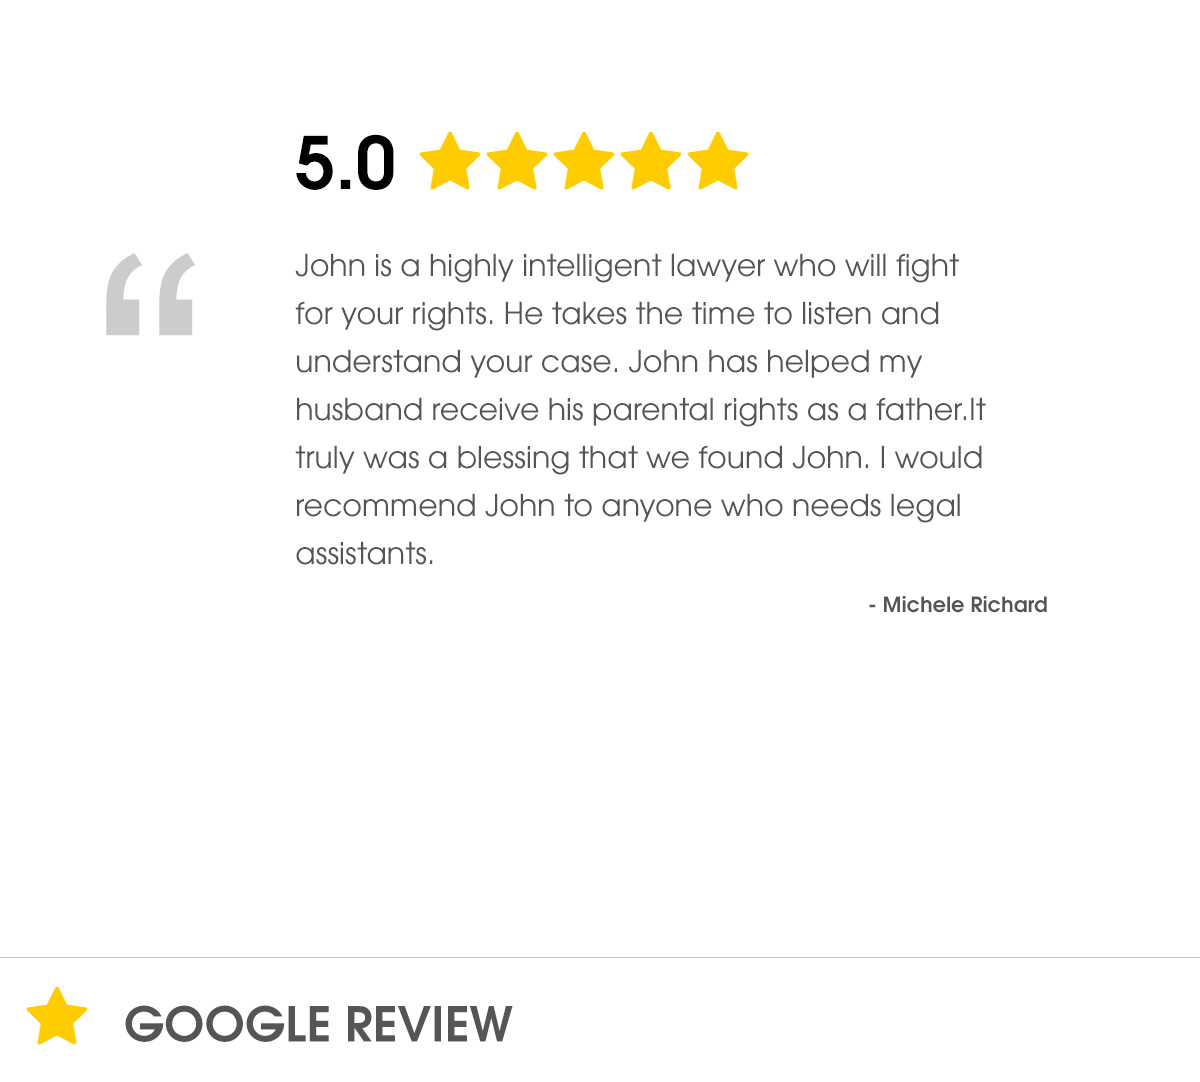 5.0
John is a highly intelligent lawyer who will fight
for your rights. He takes the time to listen and
understand your case. John has helped my
husband receive his parental rights as a father.It
truly was a blessing that we found John. I would
recommend John to anyone who needs legal
assistants.
- Michele Richard
GOOGLE REVIEW